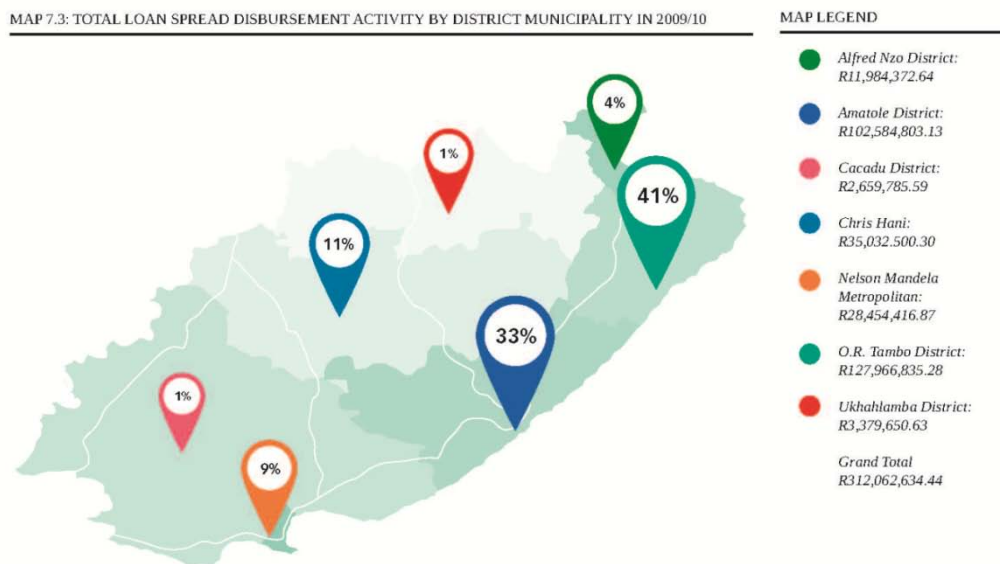 MAP 7.3: TOTAL LOAN SPREAD DISBURSEMENT ACTIVITY BY DISTRICT MUNICIPALITY IN 2009/10
4%
1%
41%
11%
33%
1%
9%
MAP LEGEND
Alfred Nzo District:
R11,984,372.64
Amatole District:
R102,584,803.13
Cacadu District:
R2,659,785.59
Chris Hani:
R35,032.500.30
Nelson Mandela
Metropolitan:
R28,454,416.87
O.R. Tambo District:
R127,966,835.28
Ukhahlamba District:
R3,379,650.63
Grand Total
R312,062,634.44